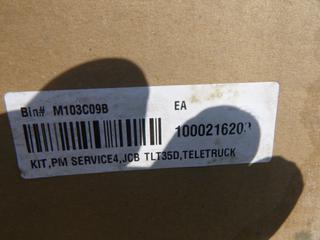 Bin# M103C09B EA
KIT,PM SERVICE4,JCB TLT35D,TELETRUCK